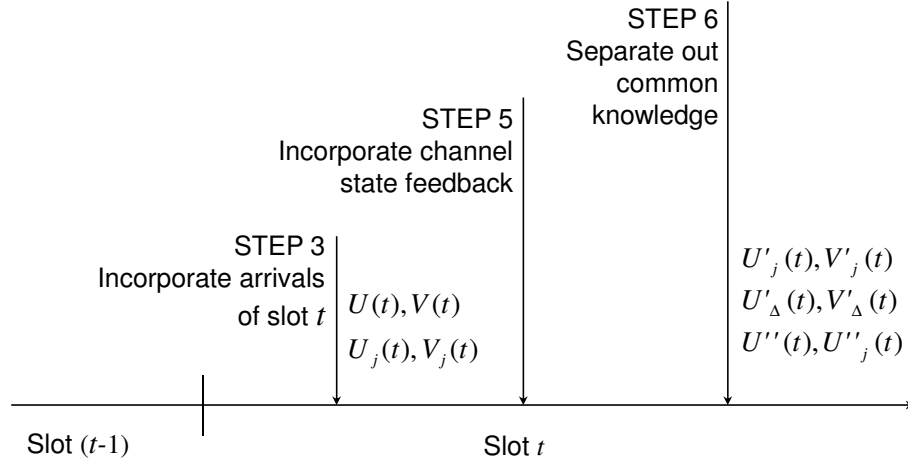 STEP 6
Separate out
common
knowledge
STEP 5
Incorporate channel
state feedback
STEP 3
Incorporate arrivals
of slot t
U(t),V(t)
U_j(t),V_j(t)
U'_j(t),V'_j(t)
U'_Δ(t),V'_Δ(t)
U''(t),U''_j(t)
Slot (t-1)
Slot t